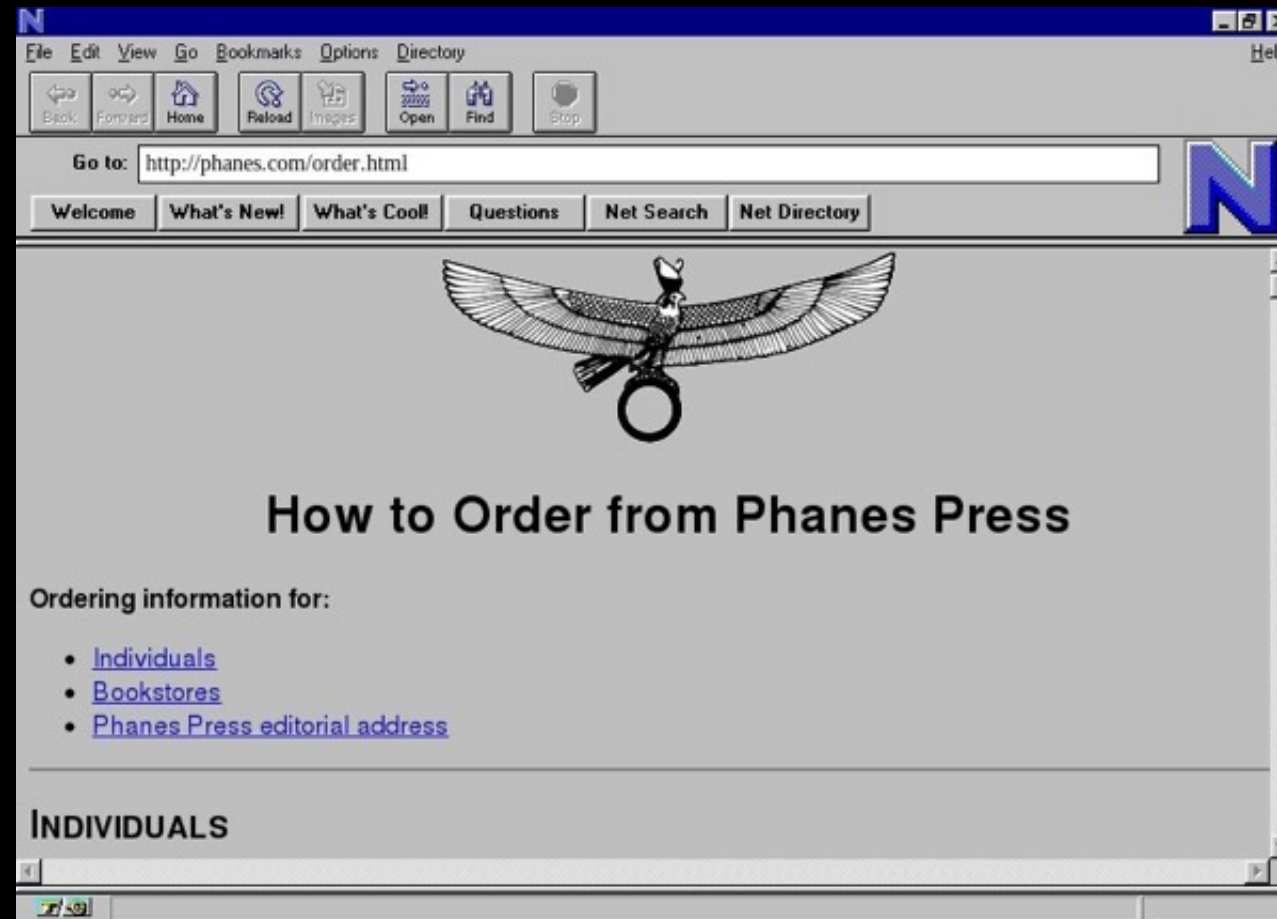 N
File Edit View Go Bookmarks Options Directory Hel
Back Forward Home Reload Images Open Find Stop
Go to: http://phanes.com/order.html
N
Welcome What's New! What's Cool! Questions Net Search Net Directory
How to Order from Phanes Press
Ordering information for:
• Individuals
• Bookstores
• Phanes Press editorial address
INDIVIDUALS